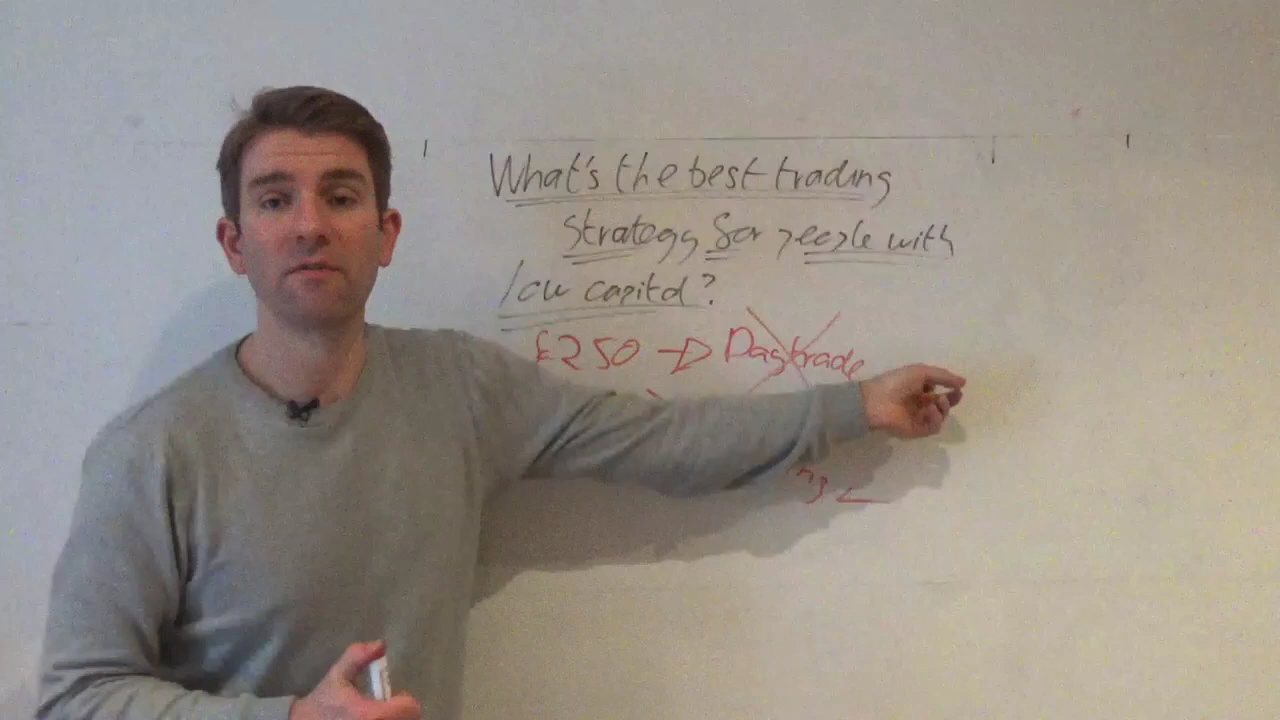 What's the best trading
Strategy for people with
low capital?
£250 → Daytrade